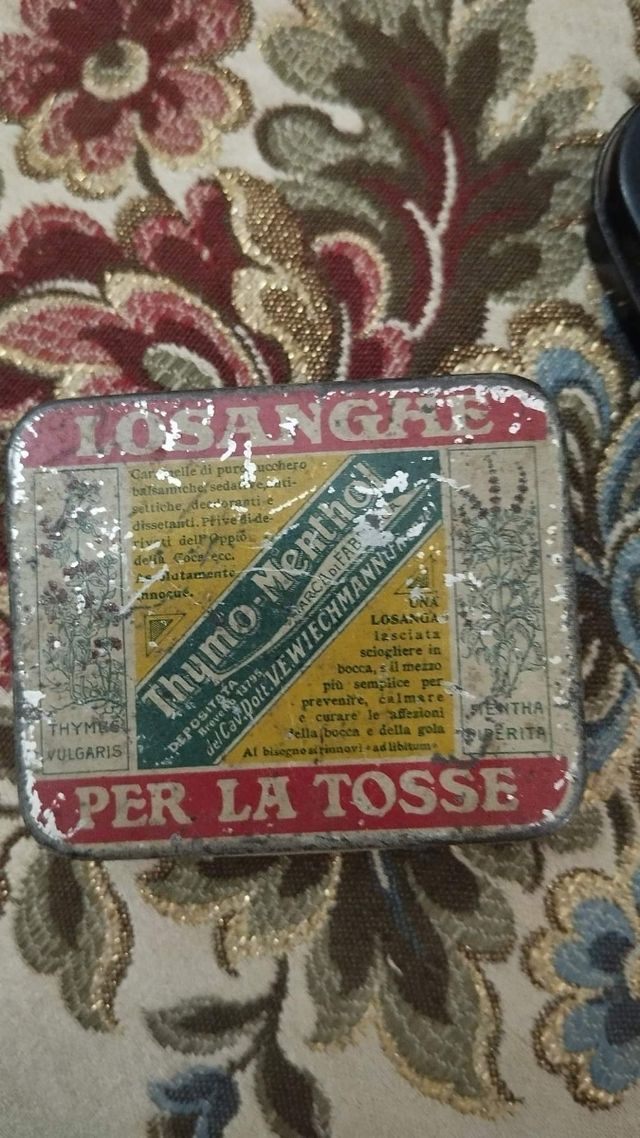 LOSANGHE
Caramelle di puro zucchero
balsamiche, sedative, anti-
settiche, deodoranti e
dissetanti. Prive di de-
rivati dell'Oppio
della Coca, ecc.
Assolutamente
innocue.
Thymo-Menthol
MARCA DI FABBRICA
DEPOSITATA
del Cav. Dott. V.E. WIECHMANN
UNA
LOSANGA
lasciata
sciogliere in
bocca, è il mezzo
più semplice per
prevenire, calmare
e curare le affezioni
della bocca e della gola
Al bisogno si rinnovi «ad libitum»
THYMUS
VULGARIS
MENTHA
PIPERITA
PER LA TOSSE